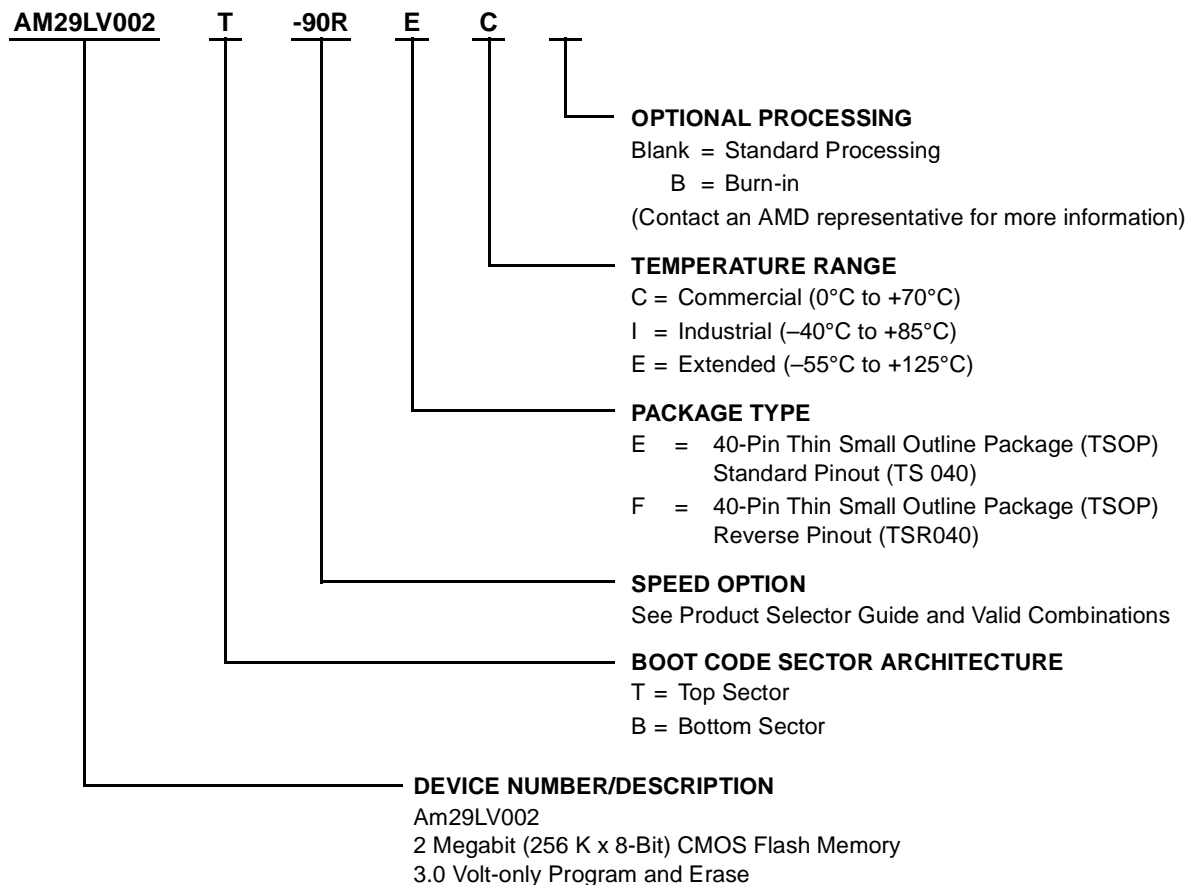 AM29LV002 T -90R E C
OPTIONAL PROCESSING
Blank = Standard Processing
B = Burn-in
(Contact an AMD representative for more information)
TEMPERATURE RANGE
C = Commercial (0°C to +70°C)
I = Industrial (–40°C to +85°C)
E = Extended (–55°C to +125°C)
PACKAGE TYPE
E = 40-Pin Thin Small Outline Package (TSOP)
Standard Pinout (TS 040)
F = 40-Pin Thin Small Outline Package (TSOP)
Reverse Pinout (TSR040)
SPEED OPTION
See Product Selector Guide and Valid Combinations
BOOT CODE SECTOR ARCHITECTURE
T = Top Sector
B = Bottom Sector
DEVICE NUMBER/DESCRIPTION
Am29LV002
2 Megabit (256 K x 8-Bit) CMOS Flash Memory
3.0 Volt-only Program and Erase